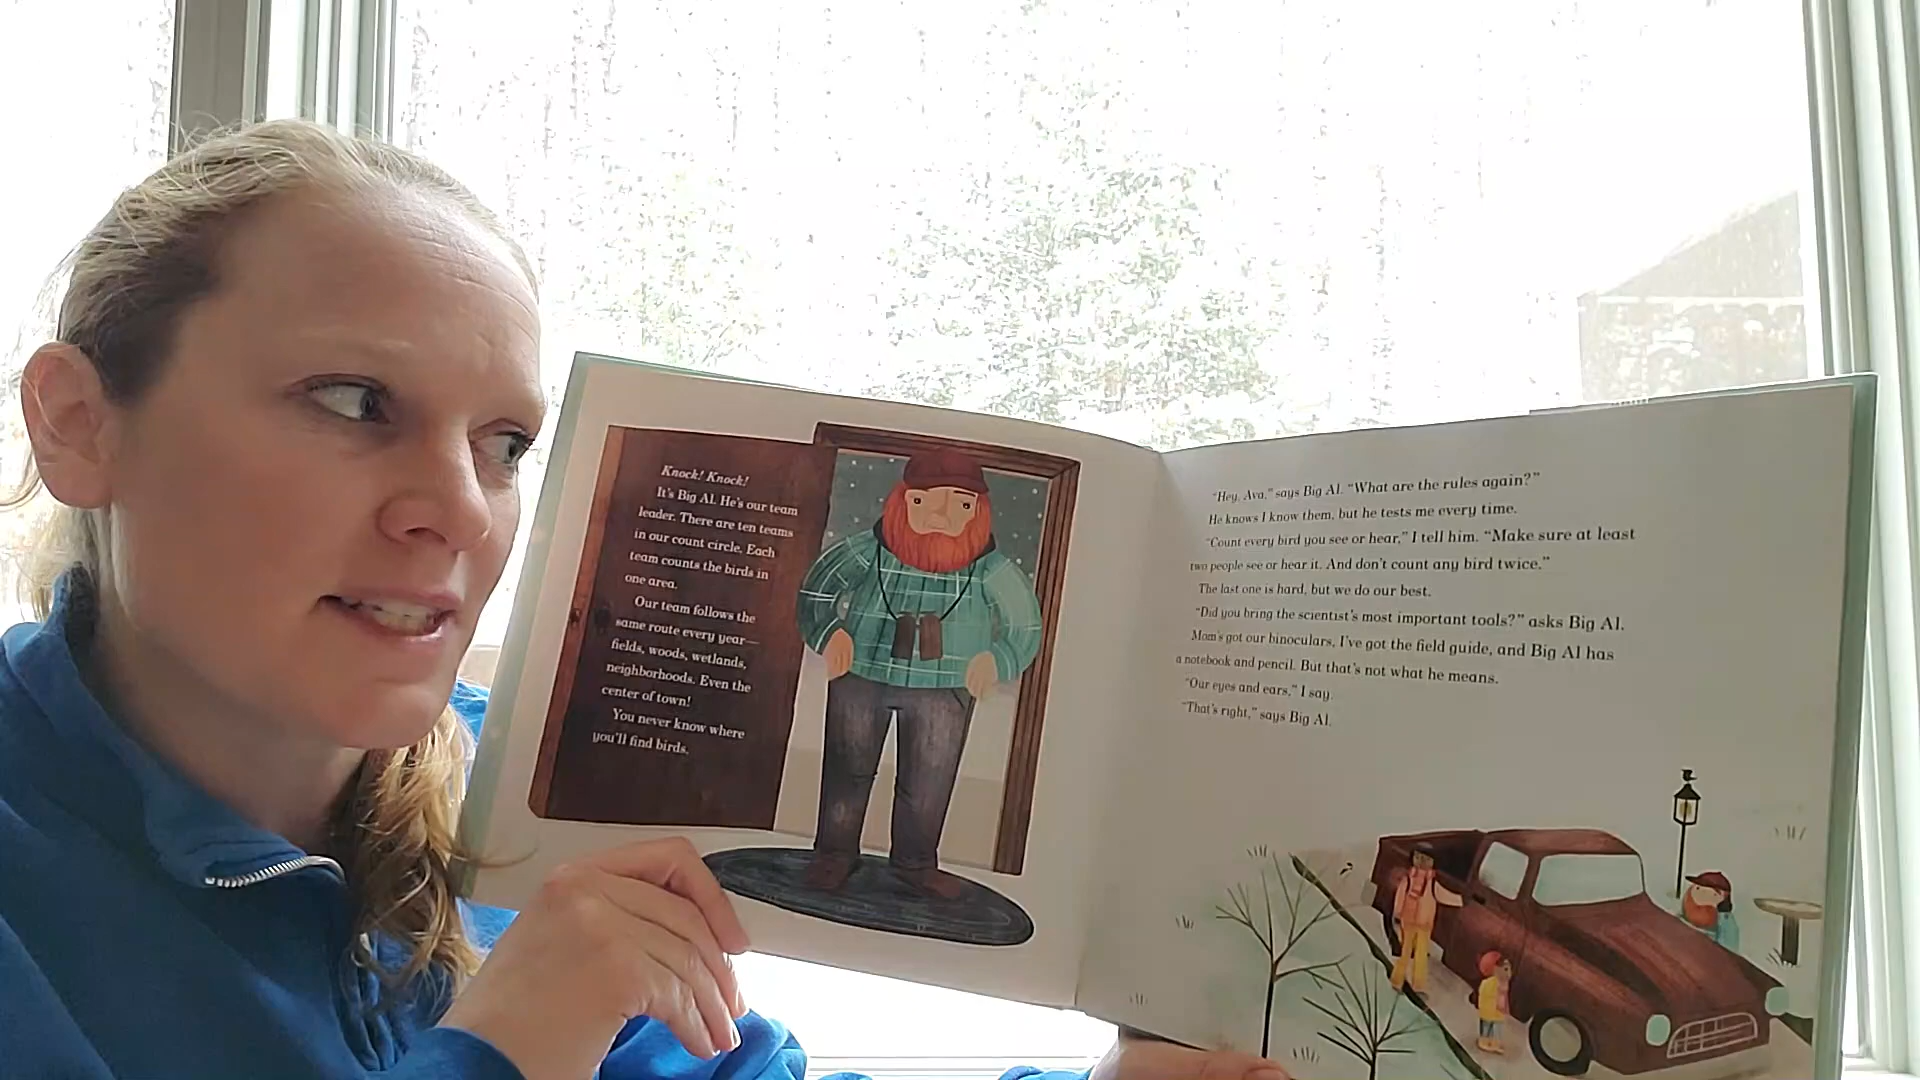 Knock! Knock!
It's Big Al. He's our team
leader. There are ten teams
in our count circle. Each
team counts the birds in
one area.
Our team follows the
same route every year—
fields, woods, wetlands,
neighborhoods. Even the
center of town!
You never know where
you'll find birds.
"Hey, Ava," says Big Al. "What are the rules again?"
He knows I know them, but he tests me every time.
"Count every bird you see or hear," I tell him. "Make sure at least
two people see or hear it. And don't count any bird twice."
The last one is hard, but we do our best.
"Did you bring the scientist's most important tools?" asks Big Al.
Mom's got our binoculars, I've got the field guide, and Big Al has
a notebook and pencil. But that's not what he means.
"Our eyes and ears," I say.
"That's right," says Big Al.